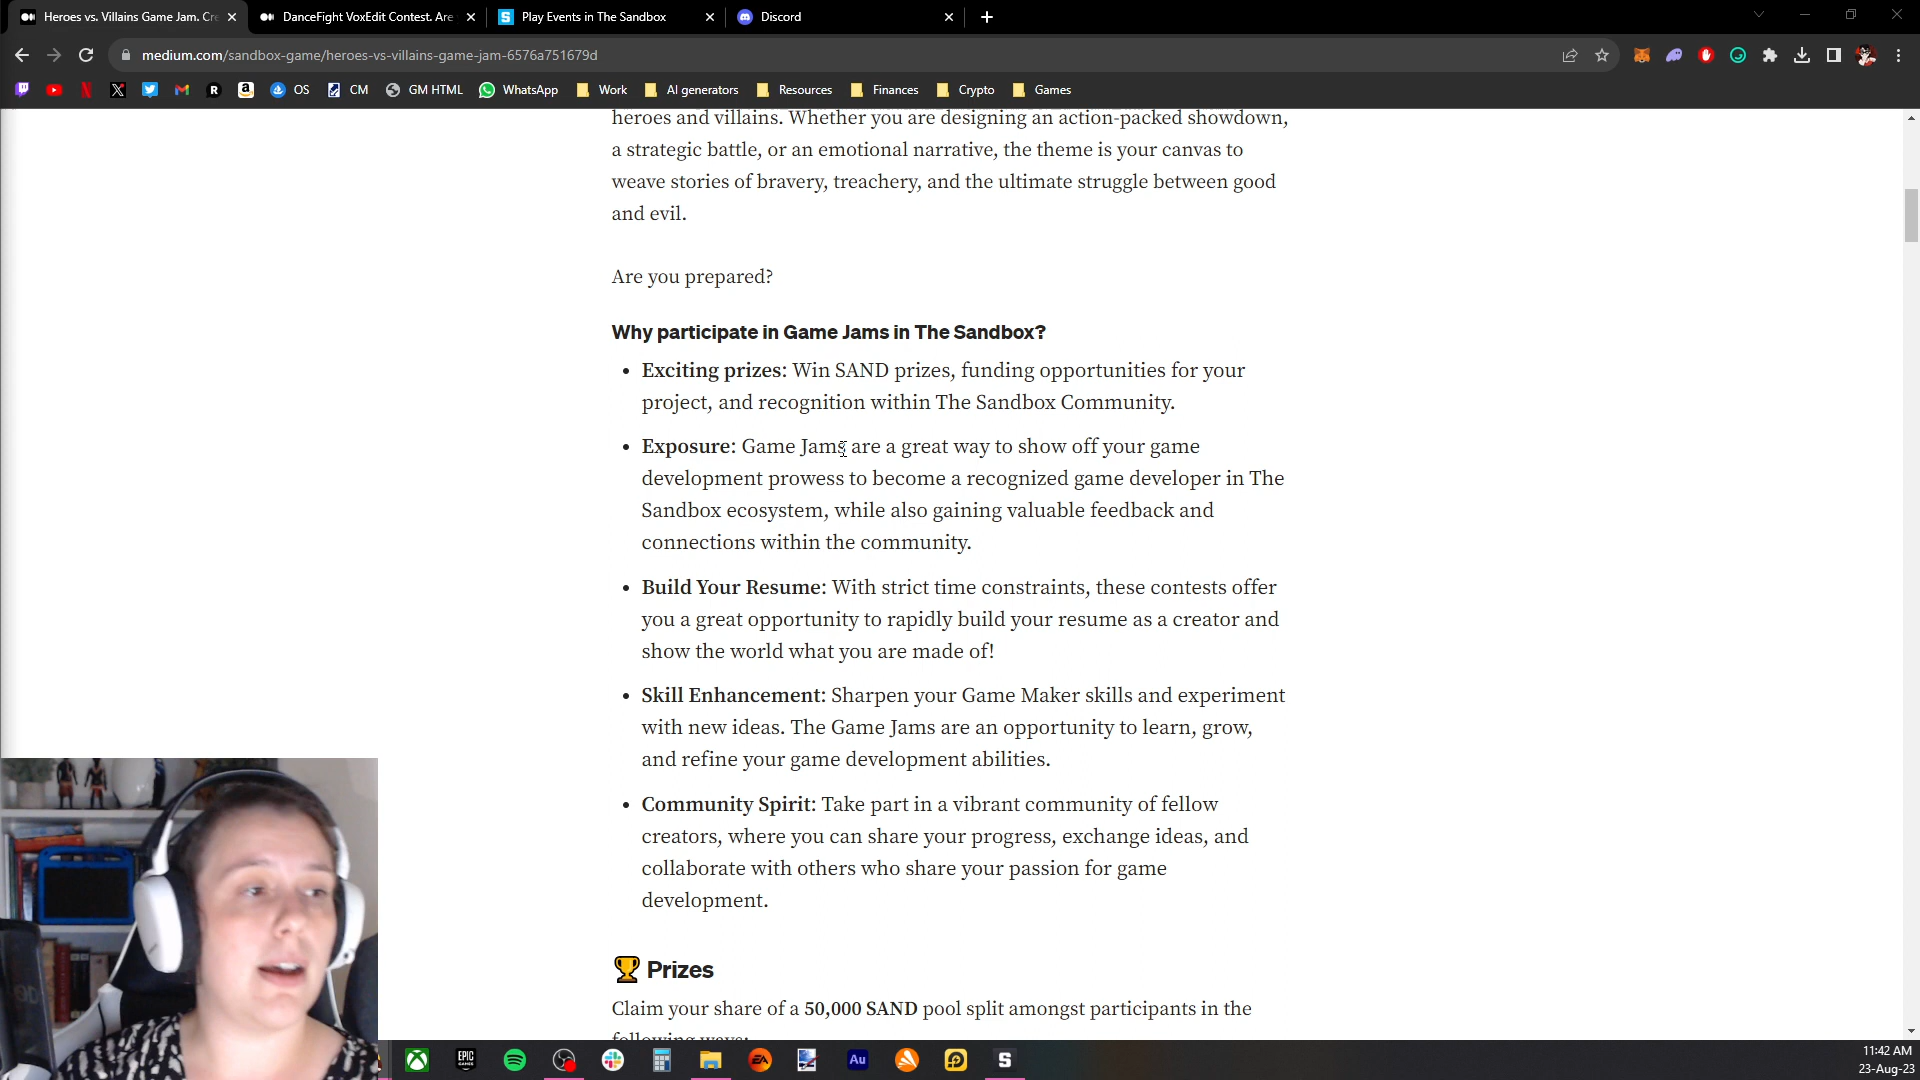 Heroes vs. Villains Game Jam. Cre
DanceFight VoxEdit Contest. Are
Play Events in The Sandbox
Discord
medium.com/sandbox-game/heroes-vs-villains-game-jam-6576a751679d
OS
CM
GM HTML
WhatsApp
Work
AI generators
Resources
Finances
Crypto
Games
heroes and villains. Whether you are designing an action-packed showdown,
a strategic battle, or an emotional narrative, the theme is your canvas to
weave stories of bravery, treachery, and the ultimate struggle between good
and evil.
Are you prepared?
Why participate in Game Jams in The Sandbox?
• Exciting prizes: Win SAND prizes, funding opportunities for your
project, and recognition within The Sandbox Community.
• Exposure: Game Jams are a great way to show off your game
development prowess to become a recognized game developer in The
Sandbox ecosystem, while also gaining valuable feedback and
connections within the community.
• Build Your Resume: With strict time constraints, these contests offer
you a great opportunity to rapidly build your resume as a creator and
show the world what you are made of!
• Skill Enhancement: Sharpen your Game Maker skills and experiment
with new ideas. The Game Jams are an opportunity to learn, grow,
and refine your game development abilities.
• Community Spirit: Take part in a vibrant community of fellow
creators, where you can share your progress, exchange ideas, and
collaborate with others who share your passion for game
development.
🏆 Prizes
Claim your share of a 50,000 SAND pool split amongst participants in the
following ways:
EPIC GAMES
EA
Au
S
11:42 AM
23-Aug-23